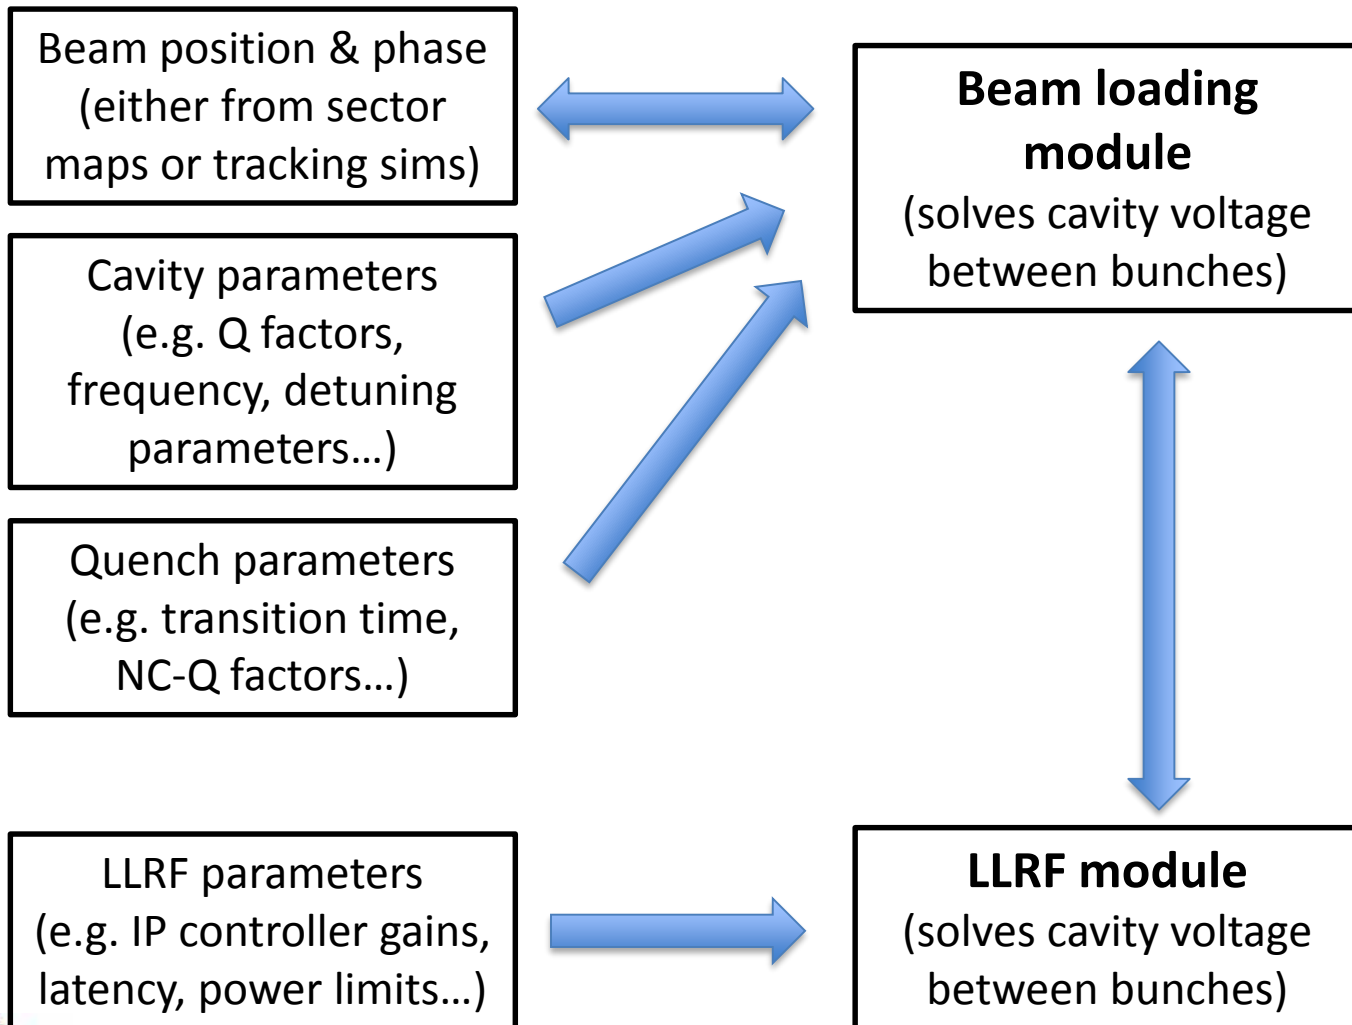 Beam position & phase
(either from sector
maps or tracking sims)
Cavity parameters
(e.g. Q factors,
frequency, detuning
parameters…)
Quench parameters
(e.g. transition time,
NC-Q factors…)
LLRF parameters
(e.g. IP controller gains,
latency, power limits…)
Beam loading
module
(solves cavity voltage
between bunches)
LLRF module
(solves cavity voltage
between bunches)